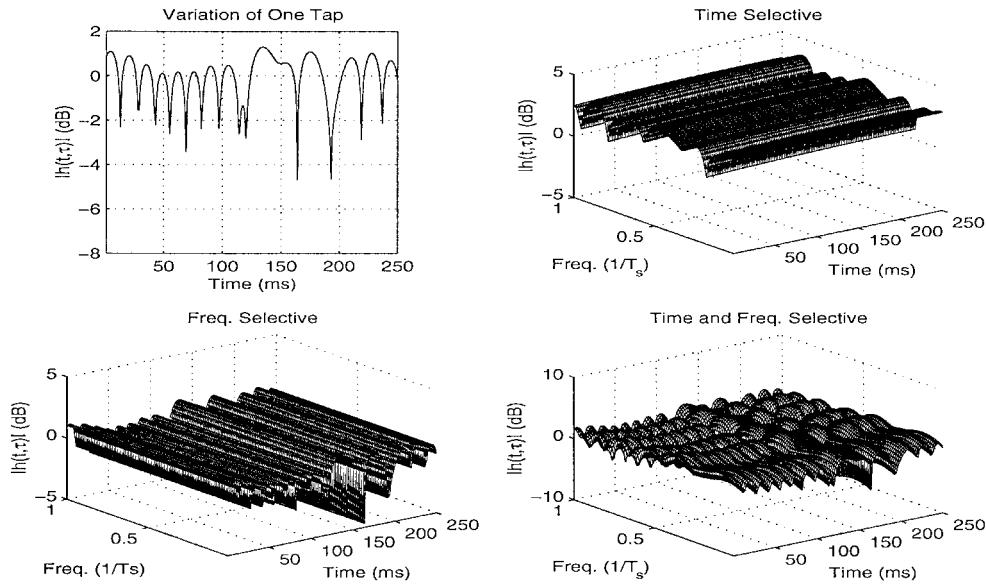 Variation of One Tap
|h(t,τ)| (dB)
2
0
−2
−4
−6
−8
50
100
150
200
250
Time (ms)
Time Selective
|h(t,τ)| (dB)
5
0
−5
1
0.5
Freq. (1/Ts)
50
100
150
200
250
Time (ms)
Freq. Selective
|h(t,τ)| (dB)
5
0
−5
1
0.5
Freq. (1/Ts)
50
100
150
200
250
Time (ms)
Time and Freq. Selective
|h(t,τ)| (dB)
10
0
−10
1
0.5
Freq. (1/Ts)
50
100
150
200
250
Time (ms)